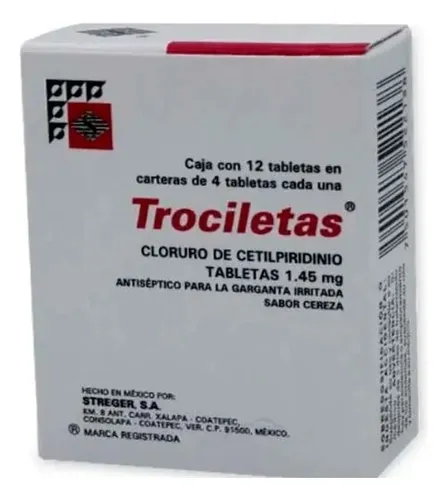 Caja con 12 tabletas en
carteras de 4 tabletas cada una
Trociletas®
CLORURO DE CETILPIRIDINIO
TABLETAS 1.45 mg
ANTISÉPTICO PARA LA GARGANTA IRRITADA
SABOR CEREZA
HECHO EN MÉXICO POR:
STREGER, S.A.
KM. 8 ANT. CARR. XALAPA - COATEPEC,
CONSOLAPA - COATEPEC, VER. C.P. 91500, MÉXICO.
® MARCA REGISTRADA